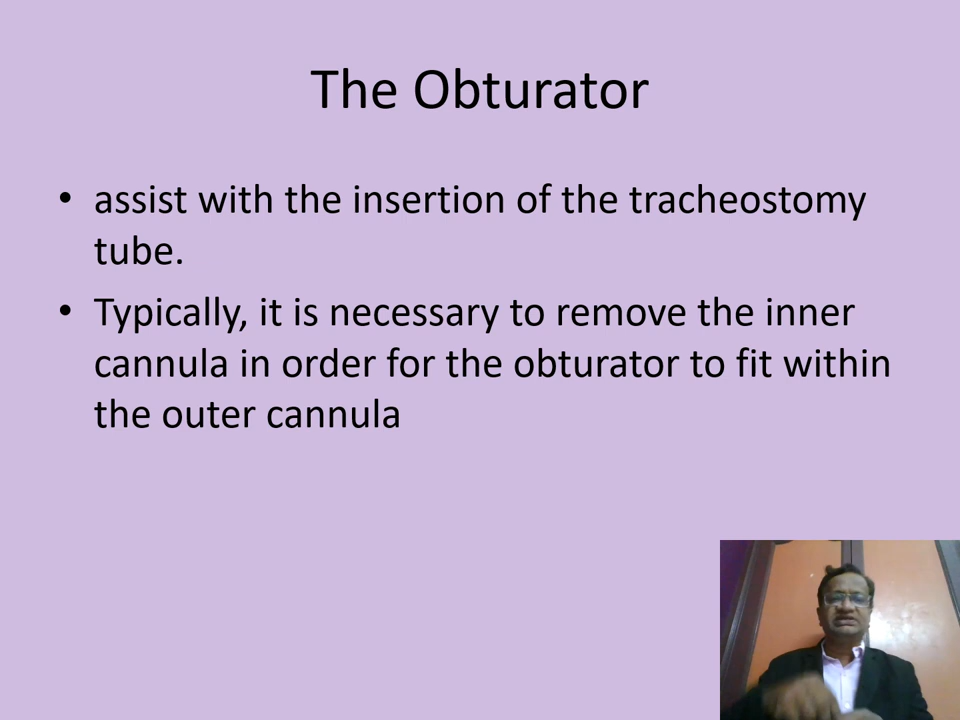 The Obturator
• assist with the insertion of the tracheostomy
tube.
• Typically, it is necessary to remove the inner
cannula in order for the obturator to fit within
the outer cannula